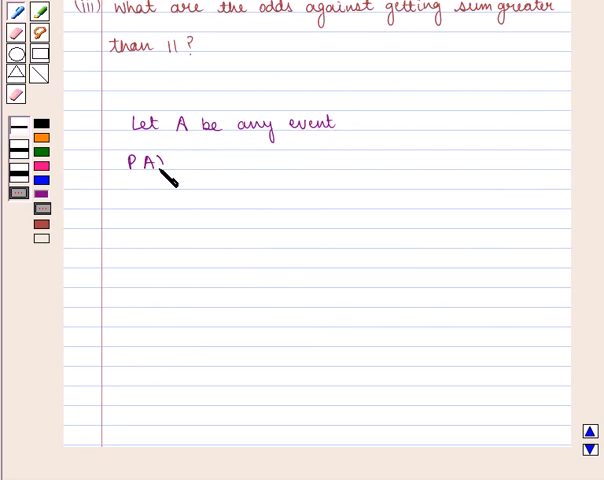 (iii) What are the odds against getting sum greater
than 11 ?
Let A be any event
P A)